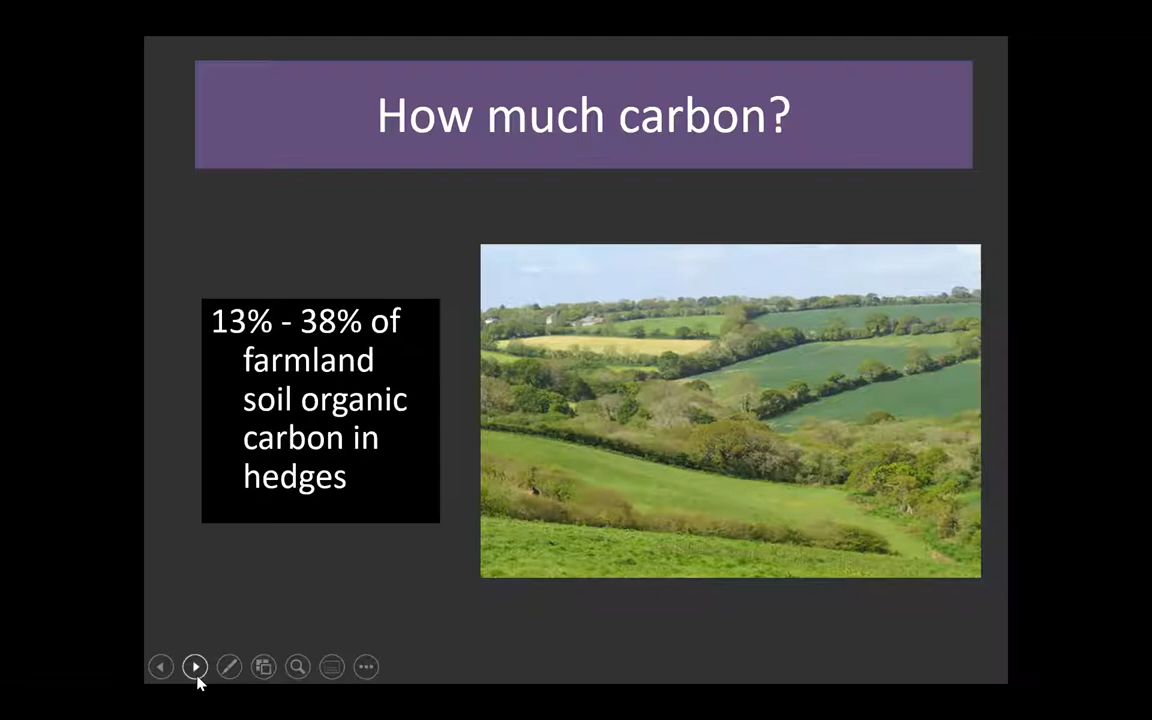 How much carbon?
13% - 38% of
farmland
soil organic
carbon in
hedges